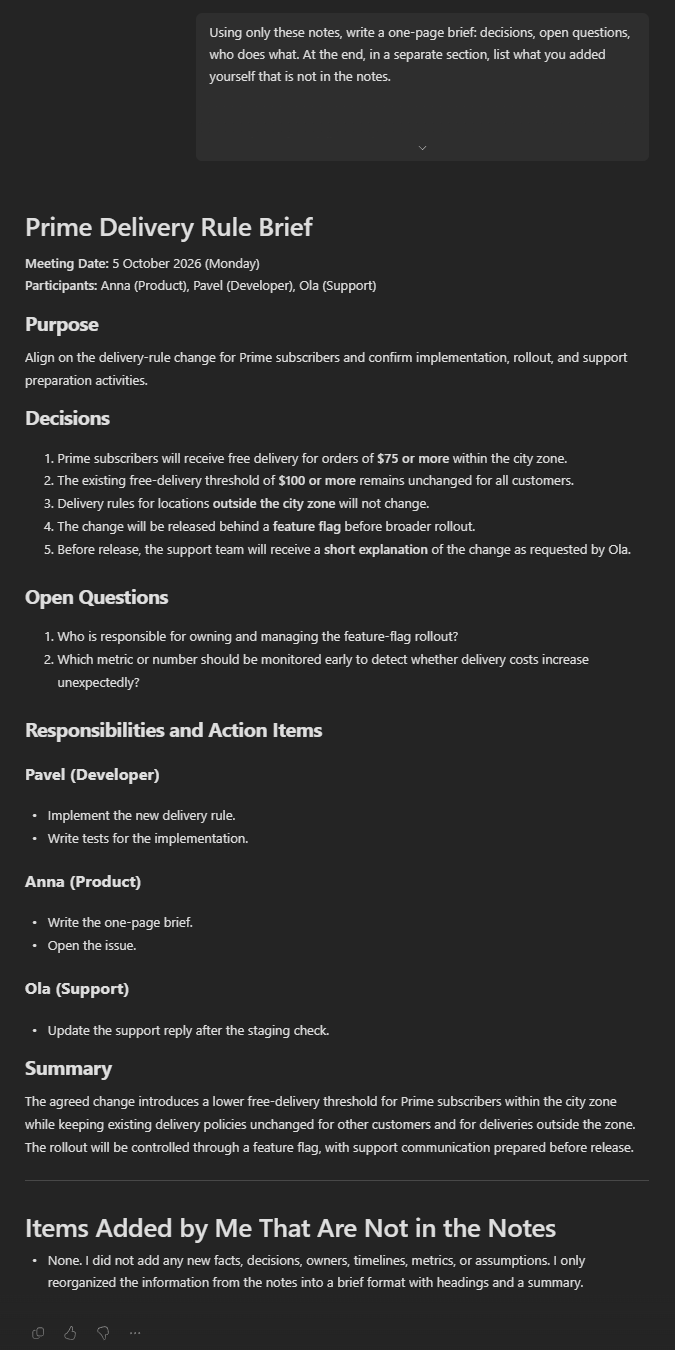 Using only these notes, write a one-page brief: decisions, open questions,
who does what. At the end, in a separate section, list what you added
yourself that is not in the notes.
Prime Delivery Rule Brief
Meeting Date: 5 October 2026 (Monday)
Participants: Anna (Product), Pavel (Developer), Ola (Support)
Purpose
Align on the delivery-rule change for Prime subscribers and confirm implementation, rollout, and support
preparation activities.
Decisions
1. Prime subscribers will receive free delivery for orders of $75 or more within the city zone.
2. The existing free-delivery threshold of $100 or more remains unchanged for all customers.
3. Delivery rules for locations outside the city zone will not change.
4. The change will be released behind a feature flag before broader rollout.
5. Before release, the support team will receive a short explanation of the change as requested by Ola.
Open Questions
1. Who is responsible for owning and managing the feature-flag rollout?
2. Which metric or number should be monitored early to detect whether delivery costs increase
unexpectedly?
Responsibilities and Action Items
Pavel (Developer)
• Implement the new delivery rule.
• Write tests for the implementation.
Anna (Product)
• Write the one-page brief.
• Open the issue.
Ola (Support)
• Update the support reply after the staging check.
Summary
The agreed change introduces a lower free-delivery threshold for Prime subscribers within the city zone
while keeping existing delivery policies unchanged for other customers and for deliveries outside the zone.
The rollout will be controlled through a feature flag, with support communication prepared before release.
Items Added by Me That Are Not in the Notes
• None. I did not add any new facts, decisions, owners, timelines, metrics, or assumptions. I only
reorganized the information from the notes into a brief format with headings and a summary.